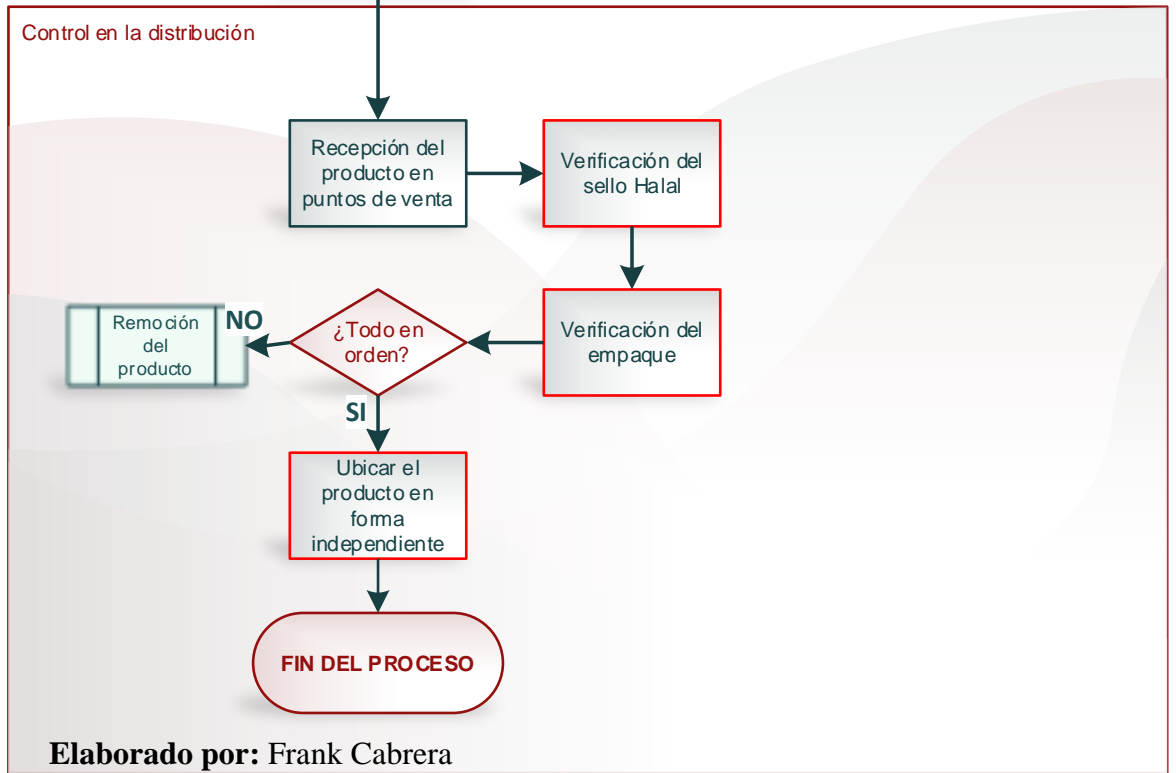 Control en la distribución
Recepción del
producto en
puntos de venta
Verificación del
sello Halal
Verificación del
empaque
¿Todo en
orden?
NO
Remoción
del
producto
SI
Ubicar el
producto en
forma
independiente
FIN DEL PROCESO
Elaborado por: Frank Cabrera